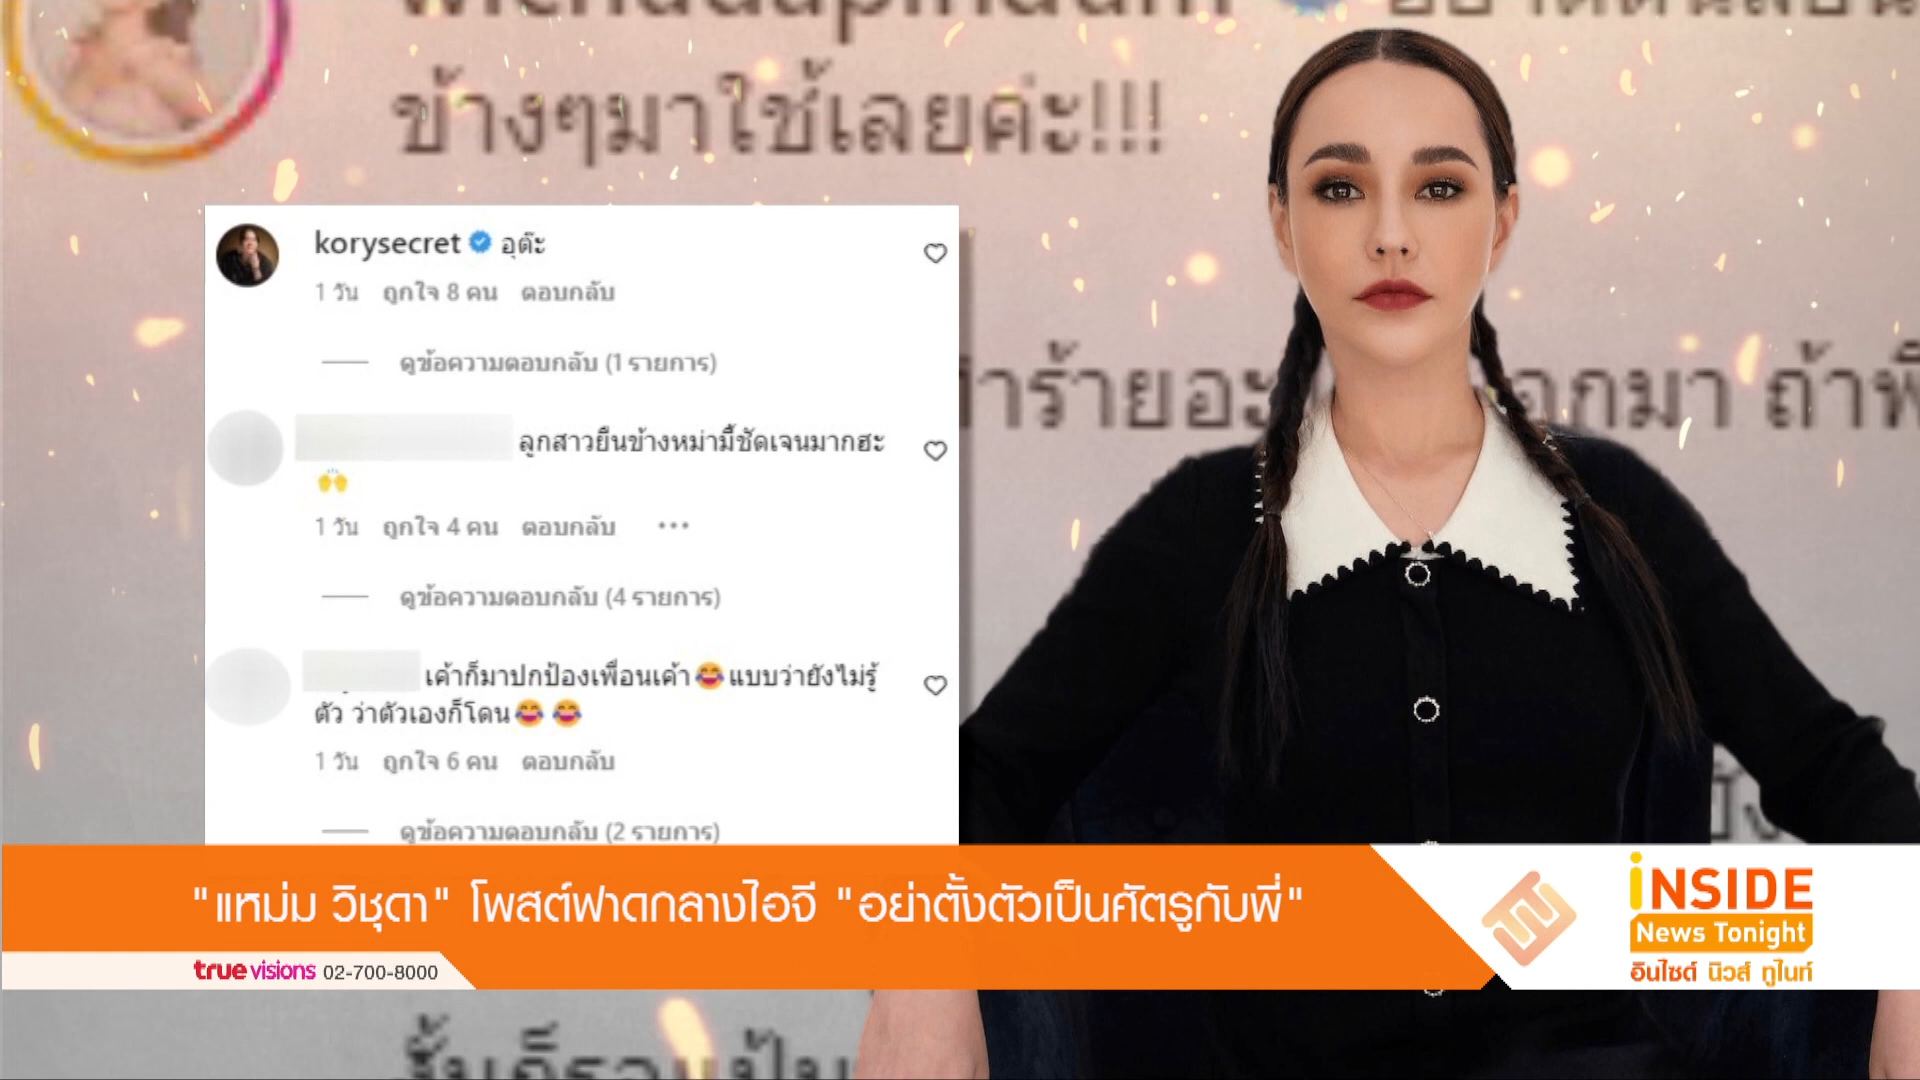 ข้างๆมาใช้เลยค่ะ!!!
korysecret อุต๊ะ
1 วัน ถูกใจ 8 คน ตอบกลับ
ดูข้อความตอบกลับ (1 รายการ)
ลูกสาวยืนข้างหม่ามี้ชัดเจนมากฮะ
🙌
1 วัน ถูกใจ 4 คน ตอบกลับ ...
ดูข้อความตอบกลับ (4 รายการ)
เค้าก็มาปกป้องเพื่อนเค้า😂แบบว่ายังไม่รู้
ตัว ว่าตัวเองก็โดน😂 😂
1 วัน ถูกใจ 6 คน ตอบกลับ
ดูข้อความตอบกลับ (2 รายการ)
"แหม่ม วิชุดา" โพสต์ฟาดกลางไอจี "อย่าตั้งตัวเป็นศัตรูกับพี่"
true visions 02-700-8000
iNSIDE
News Tonight
อินไซด์ นิวส์ ทูไนท์